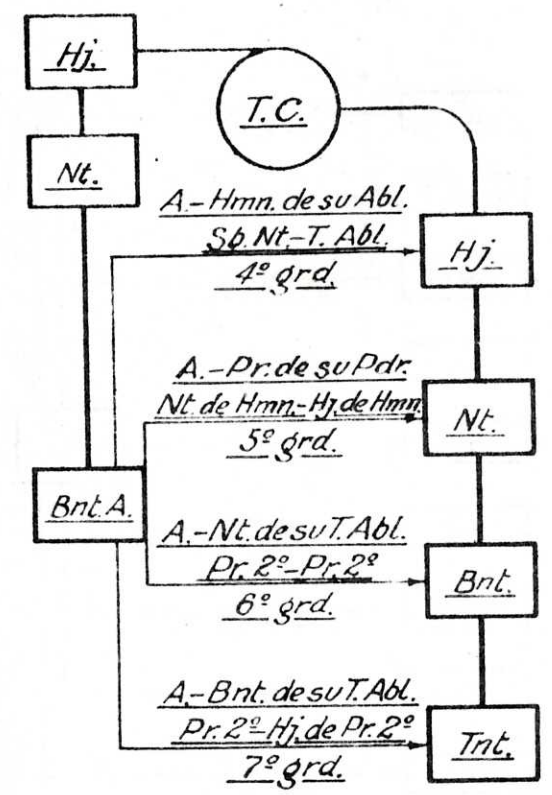 Hj.
T.C.
Nt.
A.-Hmn. de su Abl.
Sb. Nt.-T. Abl.
4º grd.
Hj.
A.-Pr. de su Pdr.
Nt. de Hmn.-Hj. de Hmn.
5º grd.
Nt.
Bnt. A.
A.-Nt. de su T. Abl.
Pr. 2º-Pr. 2º
6º grd.
Bnt.
A.-Bnt. de su T. Abl.
Pr. 2º-Hj. de Pr. 2º
7º grd.
Tnt.